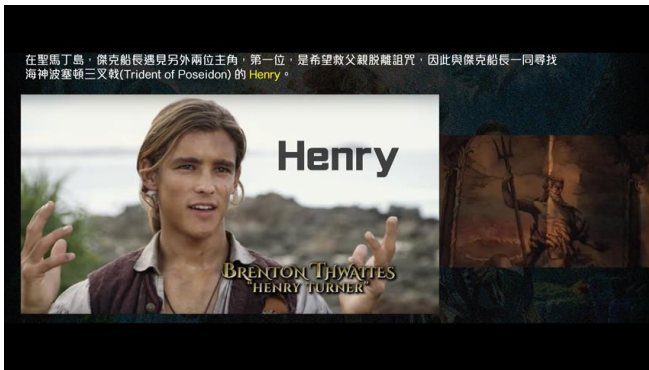 在聖馬丁島，傑克船長遇見另外兩位主角，第一位，是希望救父親脫離詛咒，因此與傑克船長一同尋找
海神波塞頓三叉戟(Trident of Poseidon) 的 Henry。
Henry
BRENTON THWAITES
"HENRY TURNER"